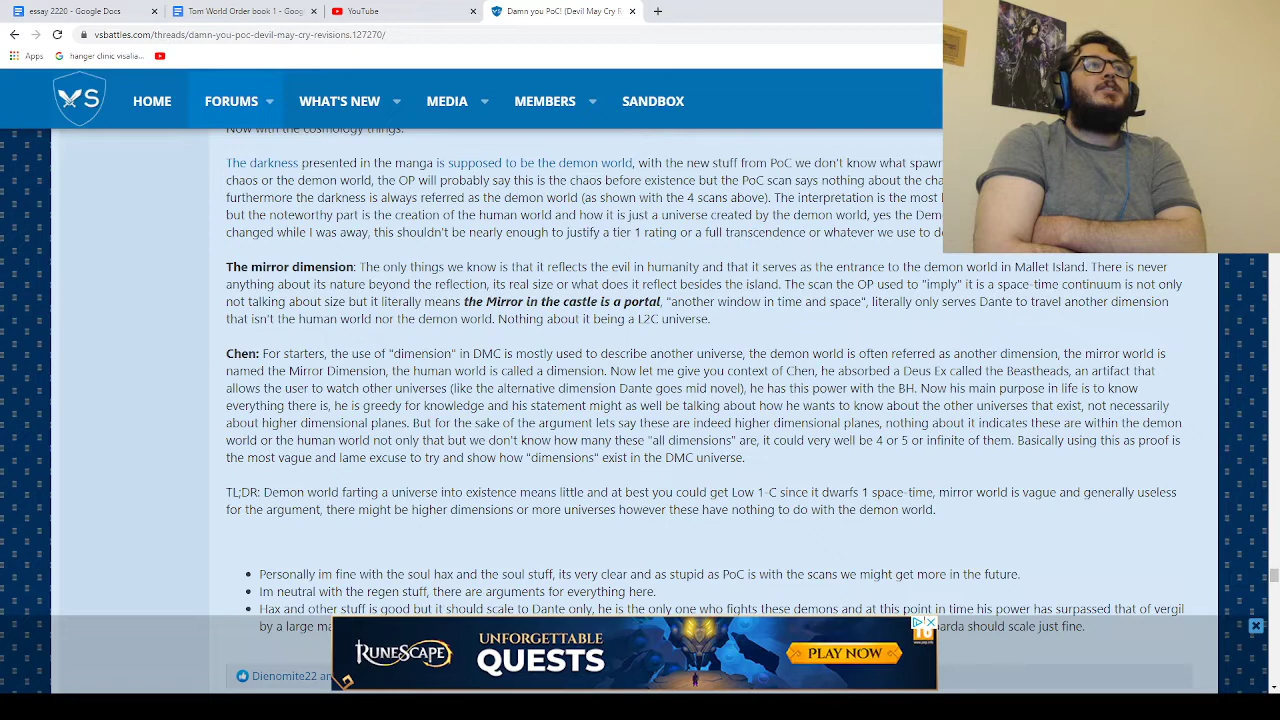 essay 2220 - Google Docs
Tom World Order book 1 - Goog
YouTube
Damn you PoC! (Devil May Cry R
vsbattles.com/threads/damn-you-poc-devil-may-cry-revisions.127270/
Apps
hanger clinic visalia...
VS
HOME
FORUMS
WHAT'S NEW
MEDIA
MEMBERS
SANDBOX
Now with the cosmology things.
The darkness presented in the manga is supposed to be the demon world, with the new stuff from PoC we don't know what spawn
chaos or the demon world, the OP will probably say this is the chaos before existence but the PoC scan says nothing about the cha
furthermore the darkness is always referred as the demon world (as shown with the 4 scans above). The interpretation is the most l
but the noteworthy part is the creation of the human world and how it is just a universe created by the demon world, yes the Dem
changed while I was away, this shouldn't be nearly enough to justify a tier 1 rating or a full transcendence or whatever we use to de
The mirror dimension: The only things we know is that it reflects the evil in humanity and that it serves as the entrance to the demon world in Mallet Island. There is never
anything about its nature beyond the reflection, its real size or what does it reflect besides the island. The scan the OP used to "imply" it is a space-time continuum is not only
not talking about size but it literally means the Mirror in the castle is a portal, "another window in time and space", literally only serves Dante to travel another dimension
that isn't the human world nor the demon world. Nothing about it being a L2C universe.
Chen: For starters, the use of "dimension" in DMC is mostly used to describe another universe, the demon world is often referred as another dimension, the mirror world is
named the Mirror Dimension, the human world is called a dimension. Now let me give you context of Chen, he absorbed a Deus Ex called the Beastheads, an artifact that
allows the user to watch other universes (like the alternate dimension Dante goes midfight), he has this power with the BH. Now his main purpose in life is to know
everything there is, he is greedy for knowledge and his statement might as well be talking about how he wants to know about the other universes that exist, not necessarily
about higher dimensional planes. But for the sake of the argument lets say these are indeed higher dimensional planes, nothing about it indicates these are within the demon
world or the human world not only that but we don't know how many these "all dimensions" are, it could very well be 4 or 5 or infinite of them. Basically using this as proof is
the most vague and lame excuse to try and show how "dimensions" exist in the DMC universe.
TL;DR: Demon world farting a universe into existence means little and at best you could get low 1-C since it dwarfs 1 space time, mirror world is vague and generally useless
for the argument, there might be higher dimensions on the universe however these have nothing to do with the demon world.
• Personally im fine with the soul and and the soul stuff. Its very clear and as stupid as PoC is with the scans we might get more in the future.
• Im neutral with the regen stuff, i more arguments for everything here.
• Hax and other stuff is good but it should scale to Dante only, he is the only one who fights these demons and at this point in time his power has surpassed that of vergil
by a large ma
arda should scale just fine.
RUNESCAPE
UNFORGETTABLE
QUESTS
PLAY NOW
16
Diamomite22 an